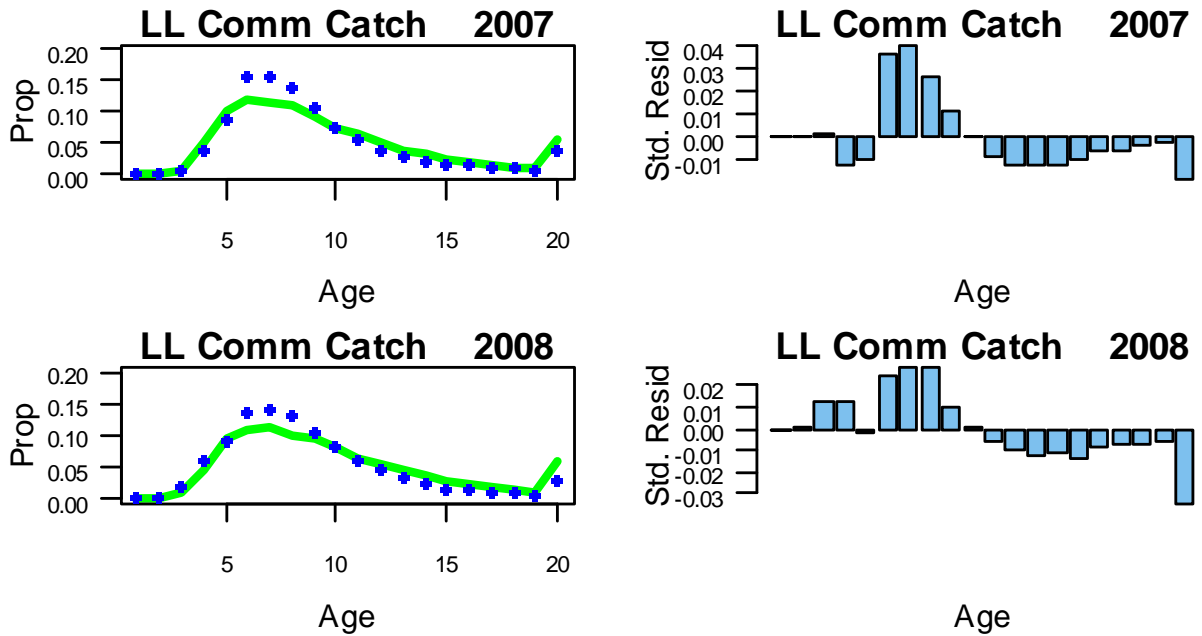 LL Comm Catch 2007
0.20
0.15
0.10
0.05
0.00
Prop
5 10 15 20
Age
LL Comm Catch 2007
0.04
0.03
0.02
0.01
0.00
-0.01
Std. Resid
Age
LL Comm Catch 2008
0.20
0.15
0.10
0.05
0.00
Prop
5 10 15 20
Age
LL Comm Catch 2008
0.02
0.01
0.00
-0.01
-0.02
-0.03
Std. Resid
Age